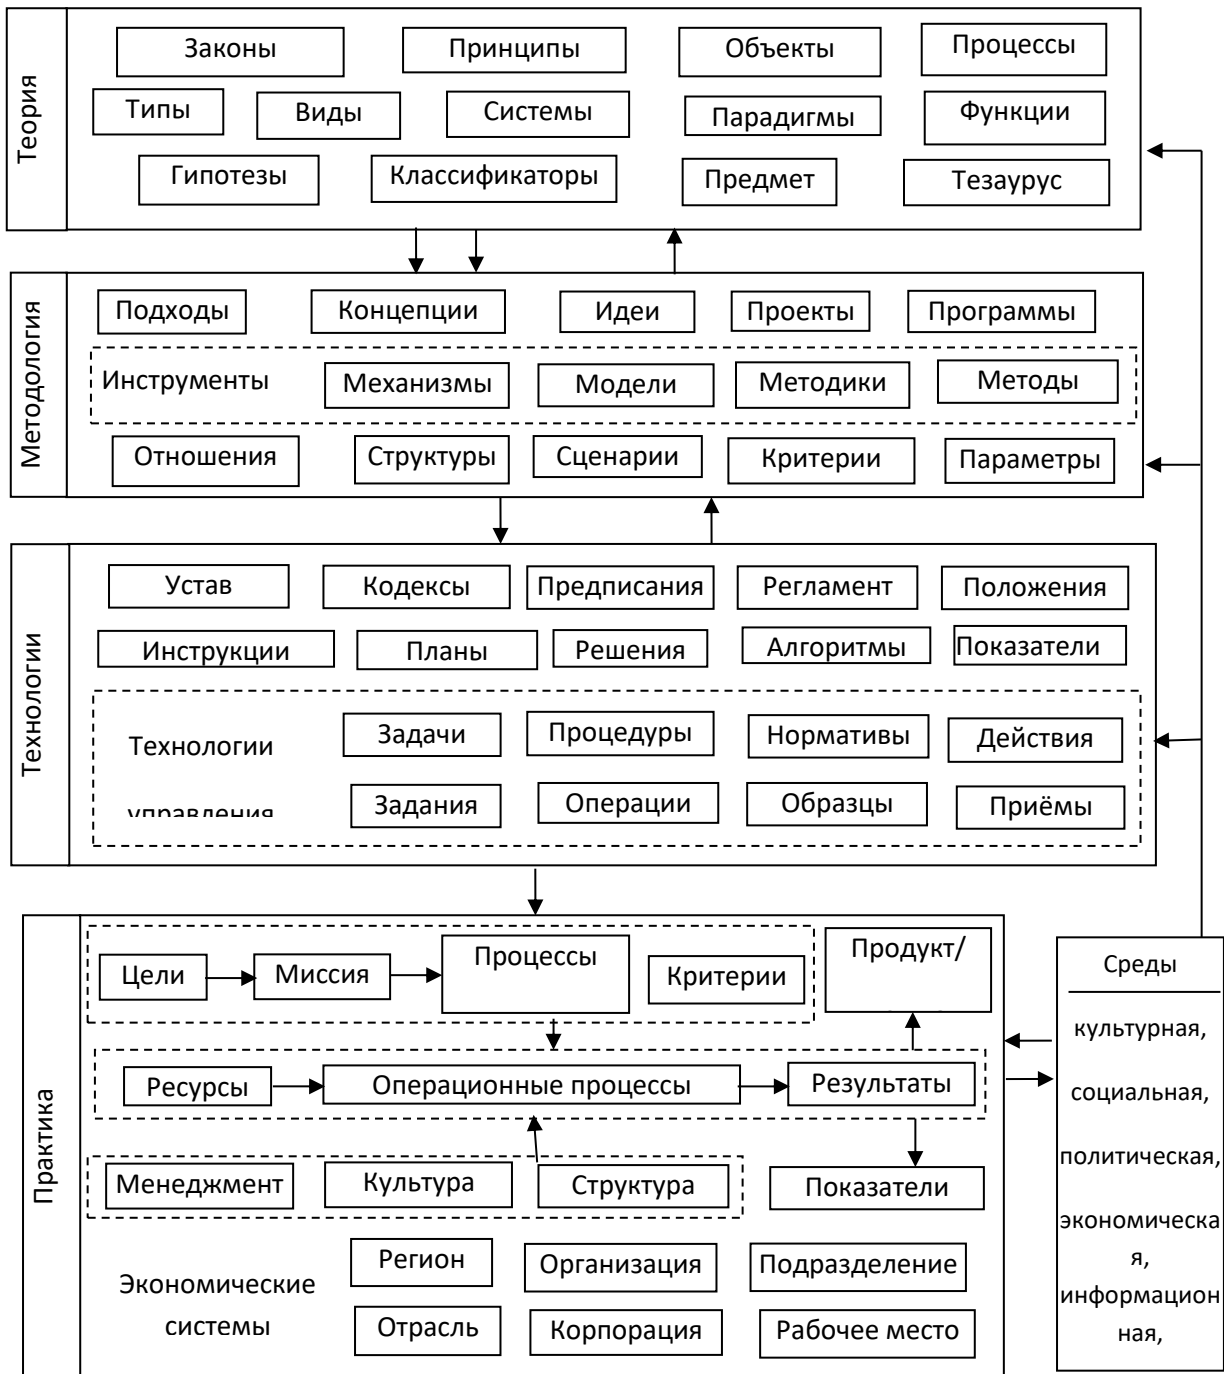 Теория
Законы
Принципы
Объекты
Процессы
Типы
Виды
Системы
Парадигмы
Функции
Гипотезы
Классификаторы
Предмет
Тезаурус
Методология
Подходы
Концепции
Идеи
Проекты
Программы
Инструменты
Механизмы
Модели
Методики
Методы
Отношения
Структуры
Сценарии
Критерии
Параметры
Технологии
Устав
Кодексы
Предписания
Регламент
Положения
Инструкции
Планы
Решения
Алгоритмы
Показатели
Технологии
управления
Задачи
Процедуры
Нормативы
Действия
Задания
Операции
Образцы
Приёмы
Практика
Цели
Миссия
Процессы
Критерии
Продукт/
Ресурсы
Операционные процессы
Результаты
Менеджмент
Культура
Структура
Показатели
Экономические
системы
Регион
Организация
Подразделение
Отрасль
Корпорация
Рабочее место
Среды
культурная,
социальная,
политическая,
экономическа
я,
информацион
ная,